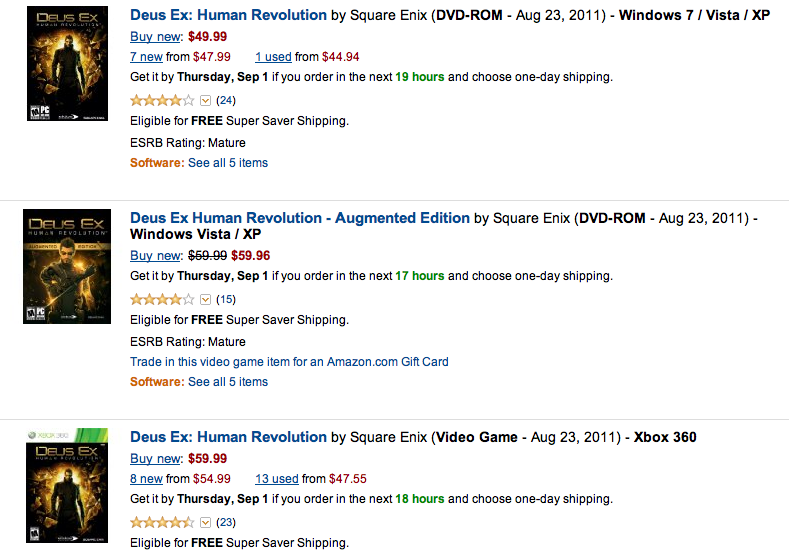 DEUS EX
HUMAN REVOLUTION
PC
Deus Ex: Human Revolution by Square Enix (DVD-ROM - Aug 23, 2011) - Windows 7 / Vista / XP
Buy new: $49.99
7 new from $47.99 1 used from $44.94
Get it by Thursday, Sep 1 if you order in the next 19 hours and choose one-day shipping.
(24)
Eligible for FREE Super Saver Shipping.
ESRB Rating: Mature
Software: See all 5 items
DEUS EX
HUMAN REVOLUTION
AUGMENTED EDITION
PC
Deus Ex Human Revolution - Augmented Edition by Square Enix (DVD-ROM - Aug 23, 2011) -
Windows Vista / XP
Buy new: $59.99 $59.96
Get it by Thursday, Sep 1 if you order in the next 17 hours and choose one-day shipping.
(15)
Eligible for FREE Super Saver Shipping.
ESRB Rating: Mature
Trade in this video game item for an Amazon.com Gift Card
Software: See all 5 items
XBOX 360
DEUS EX
HUMAN REVOLUTION
Deus Ex: Human Revolution by Square Enix (Video Game - Aug 23, 2011) - Xbox 360
Buy new: $59.99
8 new from $54.99 13 used from $47.55
Get it by Thursday, Sep 1 if you order in the next 18 hours and choose one-day shipping.
(23)
Eligible for FREE Super Saver Shipping.